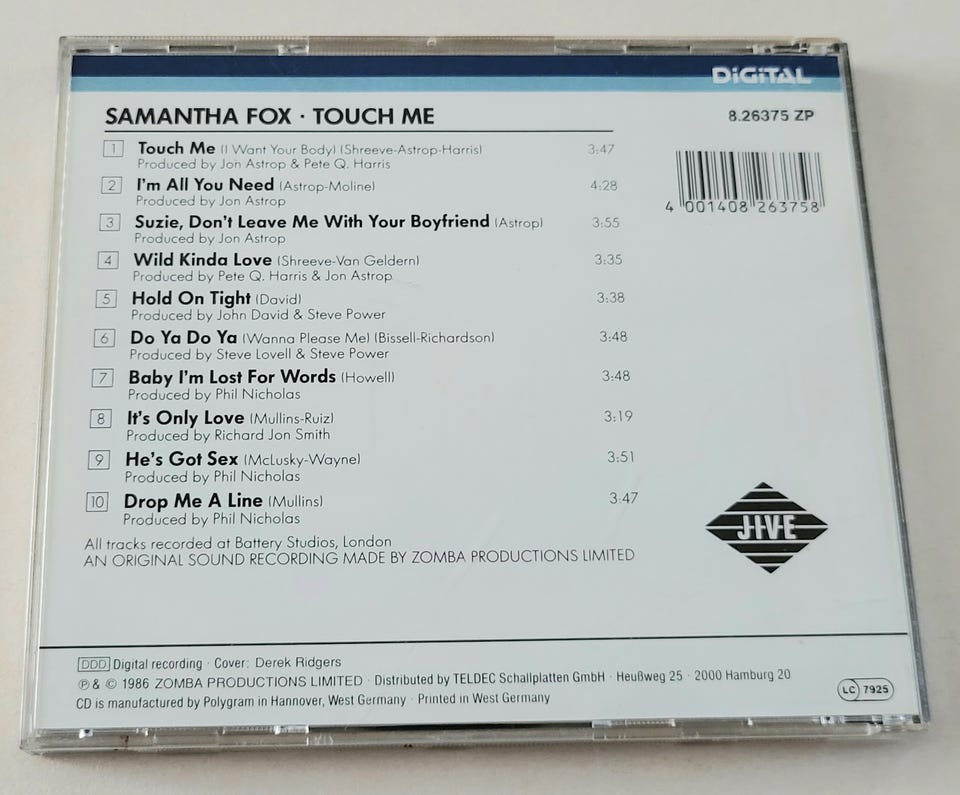 DiGiTAL
SAMANTHA FOX · TOUCH ME
8.26375 ZP
1 Touch Me (I Want Your Body) (Shreeve-Astrop-Harris) 3:47
Produced by Jon Astrop & Pete Q. Harris
2 I'm All You Need (Astrop-Moline) 4:28
Produced by Jon Astrop
3 Suzie, Don't Leave Me With Your Boyfriend (Astrop) 3:55
Produced by Jon Astrop
4 Wild Kinda Love (Shreeve-Van Geldern) 3:35
Produced by Pete Q. Harris & Jon Astrop
5 Hold On Tight (David) 3:38
Produced by John David & Steve Power
6 Do Ya Do Ya (Wanna Please Me) (Bissell-Richardson) 3:48
Produced by Steve Lovell & Steve Power
7 Baby I'm Lost For Words (Howell) 3:48
Produced by Phil Nicholas
8 It's Only Love (Mullins-Ruiz) 3:19
Produced by Richard Jon Smith
9 He's Got Sex (McLusky-Wayne) 3:51
Produced by Phil Nicholas
10 Drop Me A Line (Mullins) 3:47
Produced by Phil Nicholas
4 001408 263758
JIVE
All tracks recorded at Battery Studios, London
AN ORIGINAL SOUND RECORDING MADE BY ZOMBA PRODUCTIONS LIMITED
DDD Digital recording · Cover: Derek Ridgers
℗ & © 1986 ZOMBA PRODUCTIONS LIMITED · Distributed by TELDEC Schallplatten GmbH · Heußweg 25 · 2000 Hamburg 20
CD is manufactured by Polygram in Hannover, West Germany · Printed in West Germany
LC 7925